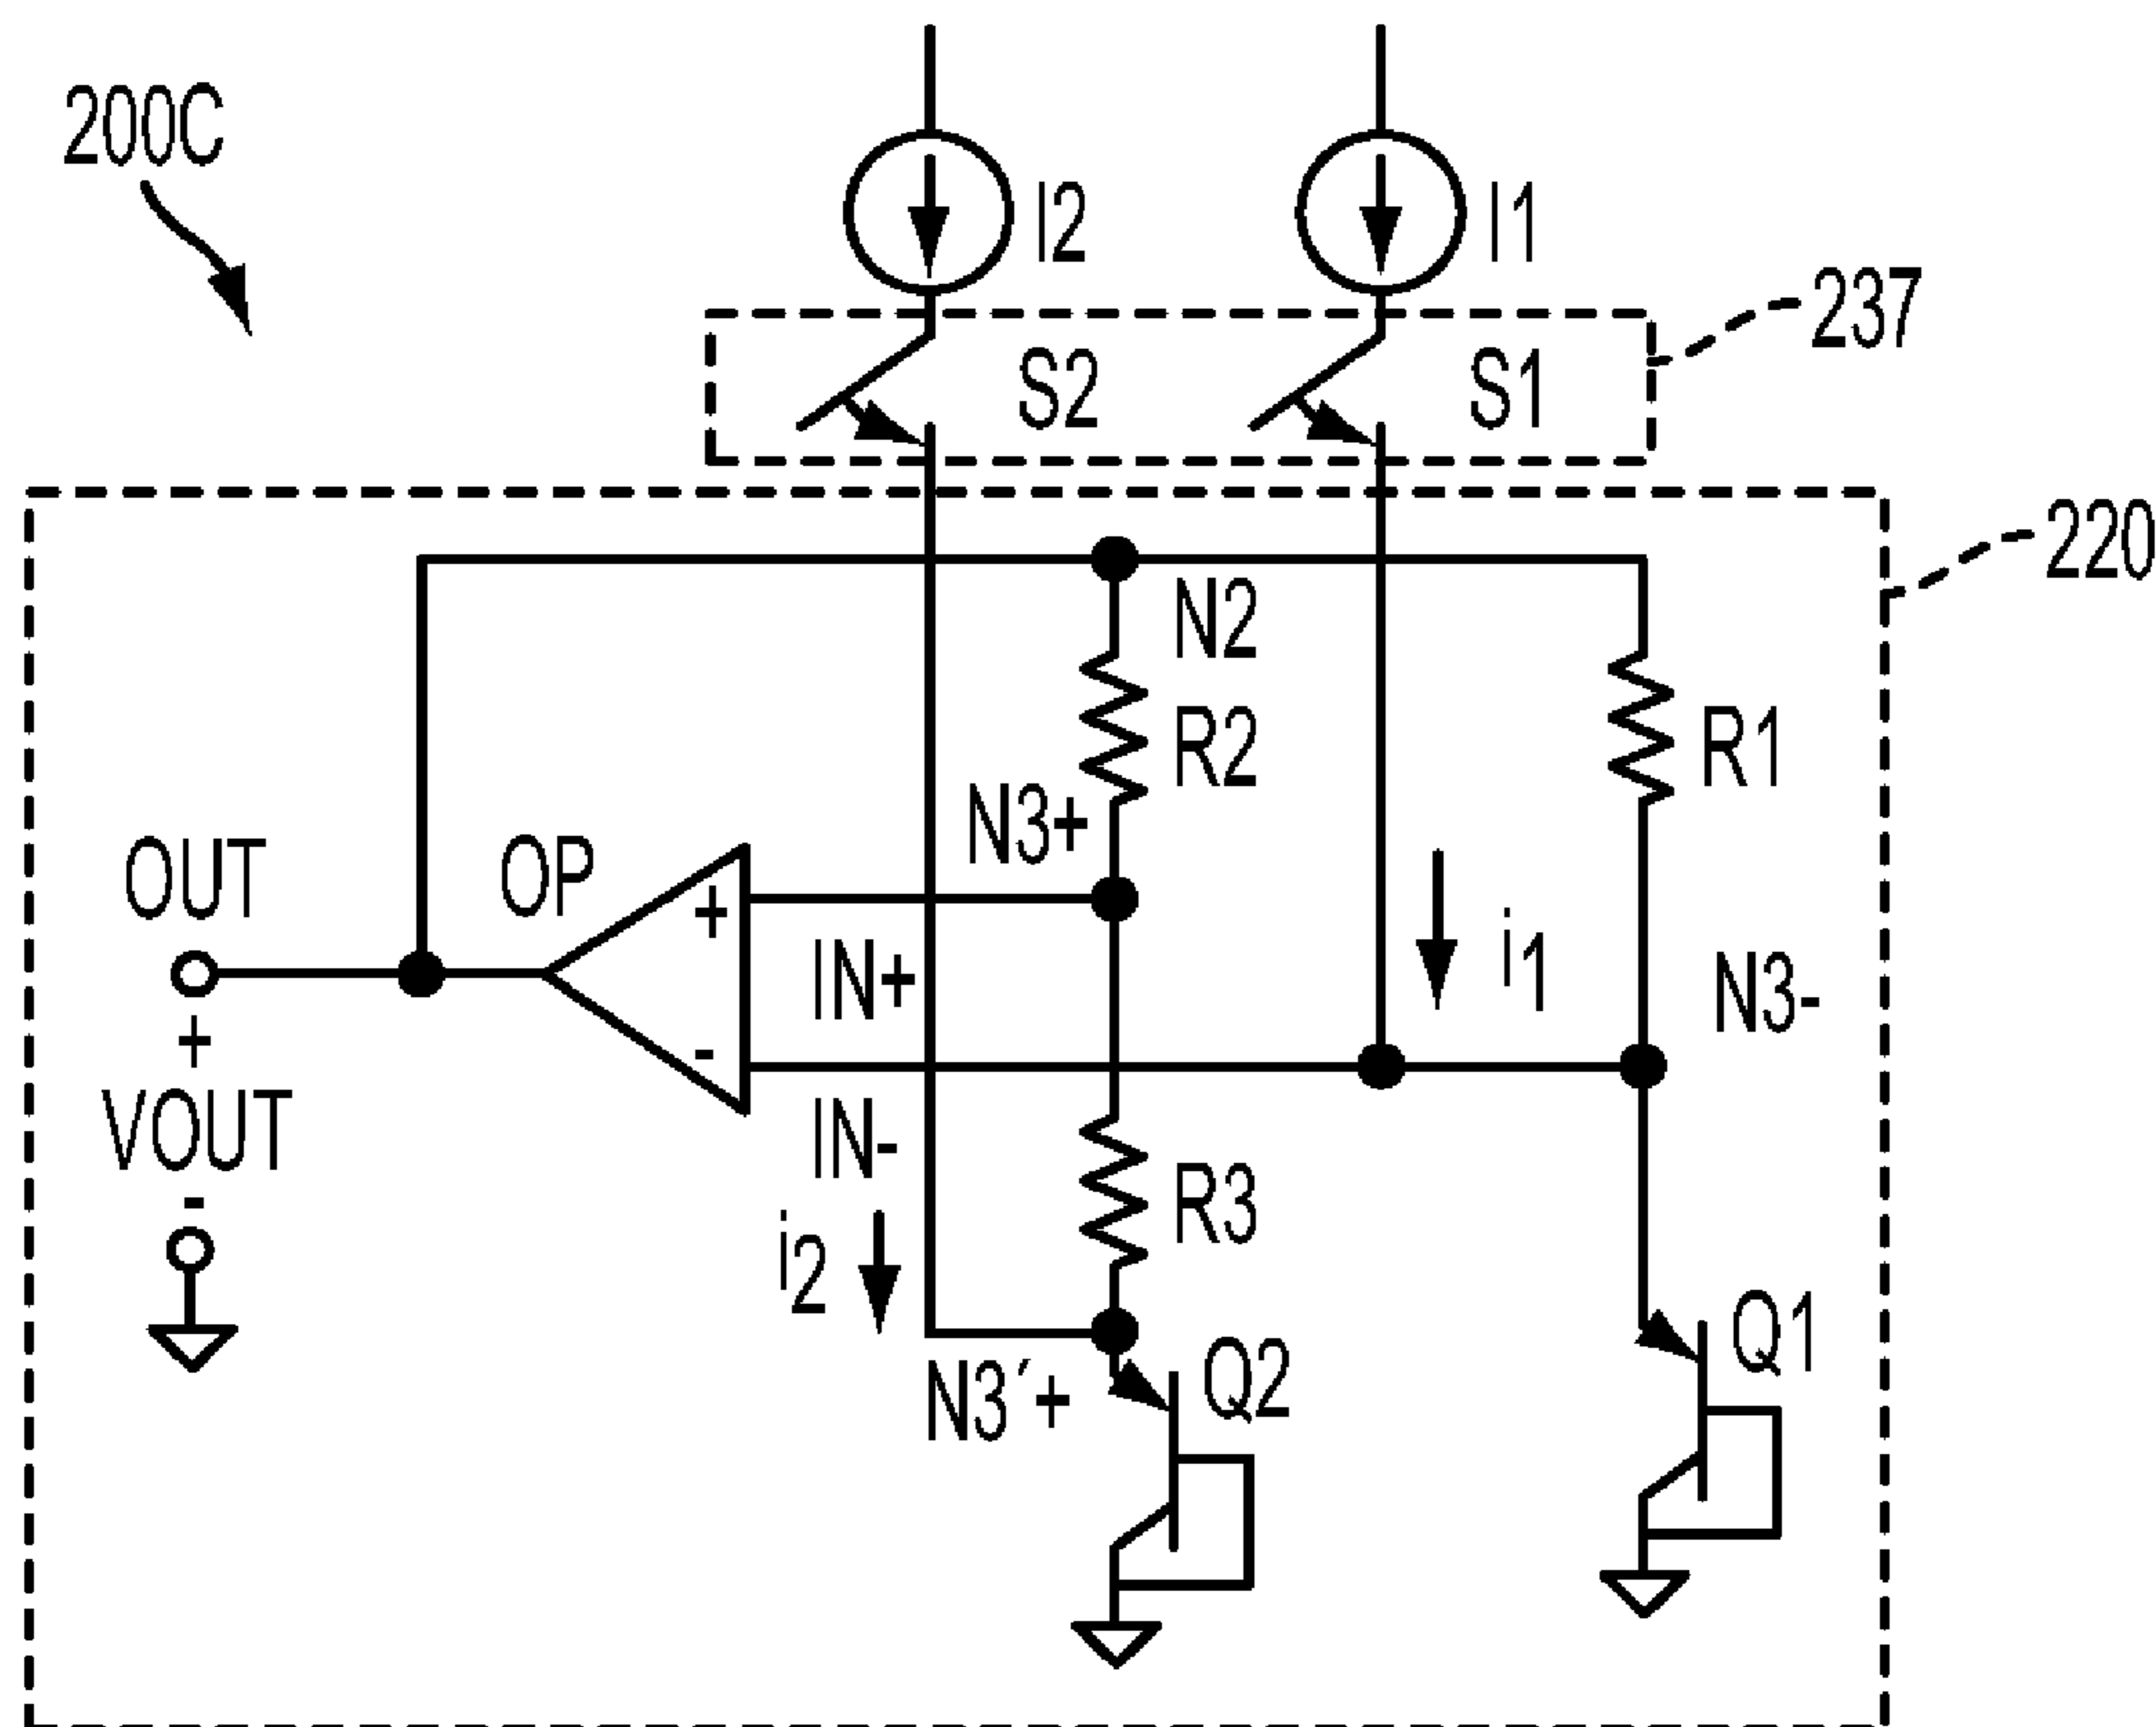 200C
I2
I1
S2
S1
237
220
N2
R2
R1
N3+
OUT
OP
+
IN+
i1
N3-
+
-
VOUT
IN-
-
i2
R3
N3´+
Q2
Q1